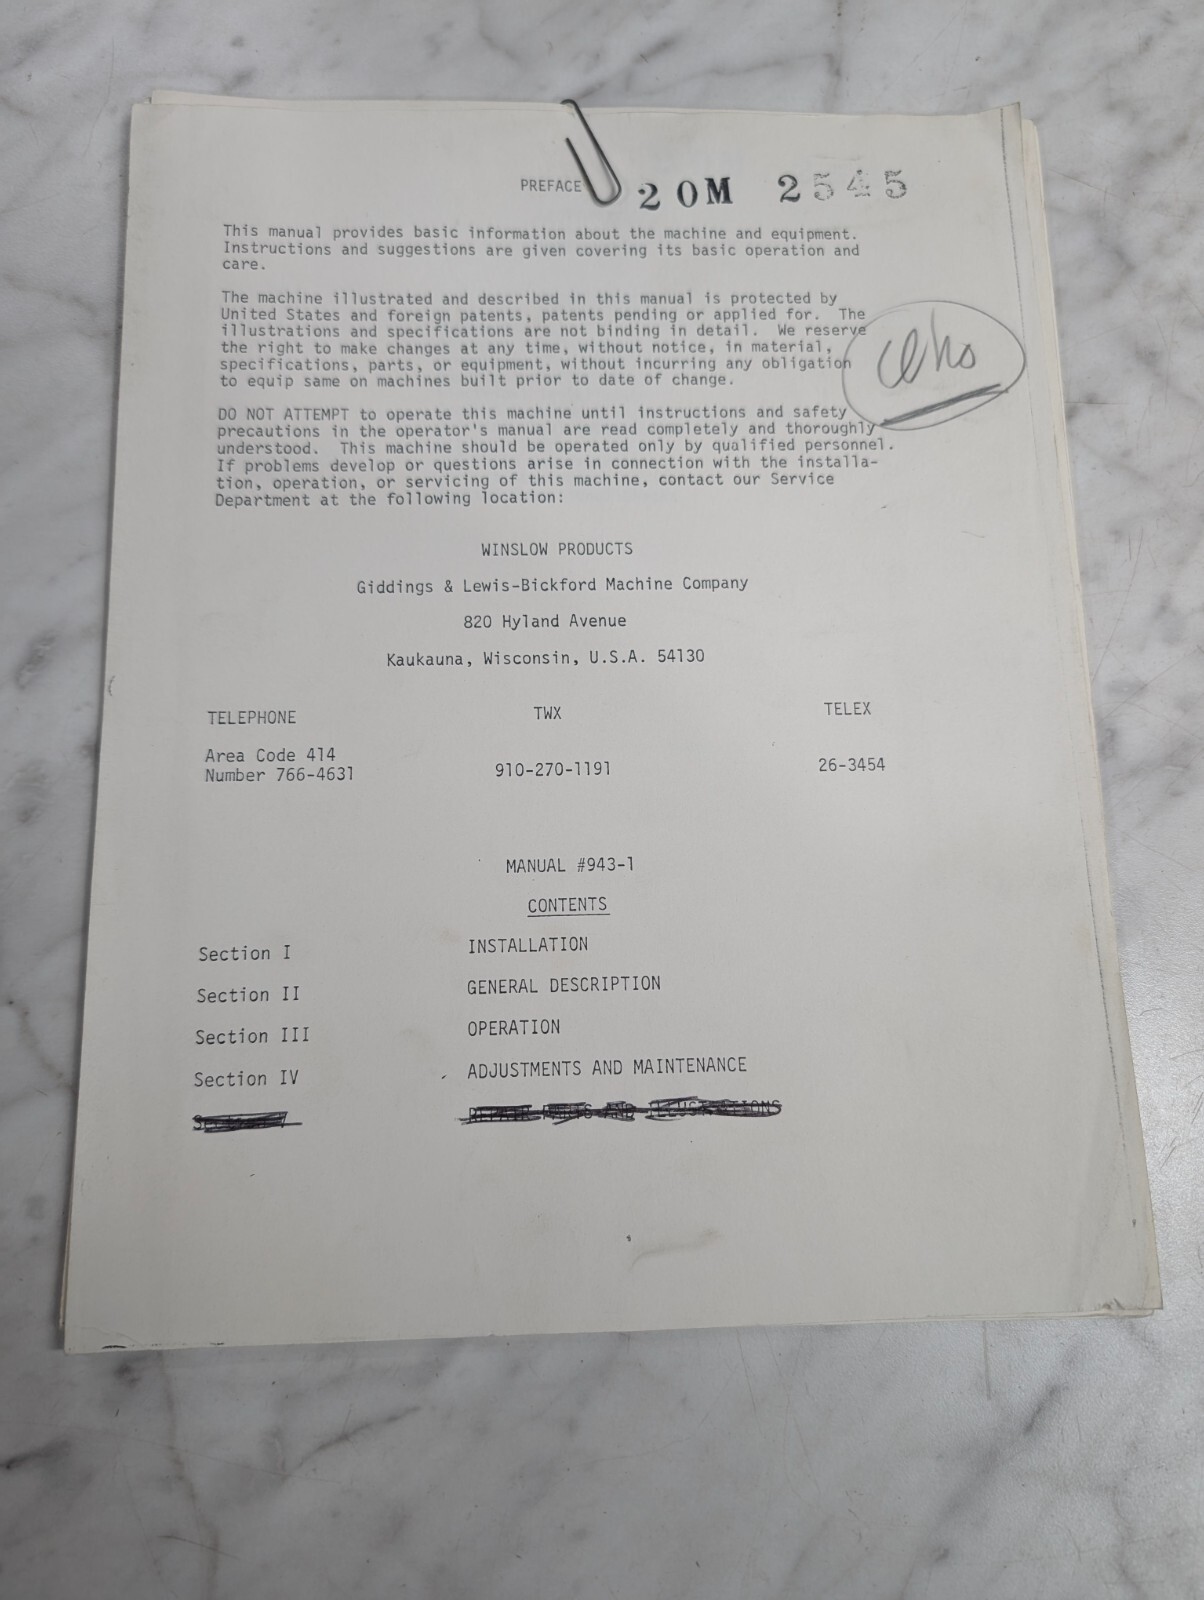 PREFACE 20M 2545
This manual provides basic information about the machine and equipment.
Instructions and suggestions are given covering its basic operation and
care.
The machine illustrated and described in this manual is protected by
United States and foreign patents, patents pending or applied for. The
illustrations and specifications are not binding in detail. We reserve
the right to make changes at any time, without notice, in material,
specifications, parts, or equipment, without incurring any obligation
to equip same on machines built prior to date of change.
DO NOT ATTEMPT to operate this machine until instructions and safety
precautions in the operator's manual are read completely and thoroughly
understood. This machine should be operated only by qualified personnel.
If problems develop or questions arise in connection with the installa-
tion, operation, or servicing of this machine, contact our Service
Department at the following location:
WINSLOW PRODUCTS
Giddings & Lewis-Bickford Machine Company
820 Hyland Avenue
Kaukauna, Wisconsin, U.S.A. 54130
TELEPHONE TWX TELEX
Area Code 414
Number 766-4631 910-270-1191 26-3454
MANUAL #943-1
CONTENTS
Section I INSTALLATION
Section II GENERAL DESCRIPTION
Section III OPERATION
Section IV ADJUSTMENTS AND MAINTENANCE